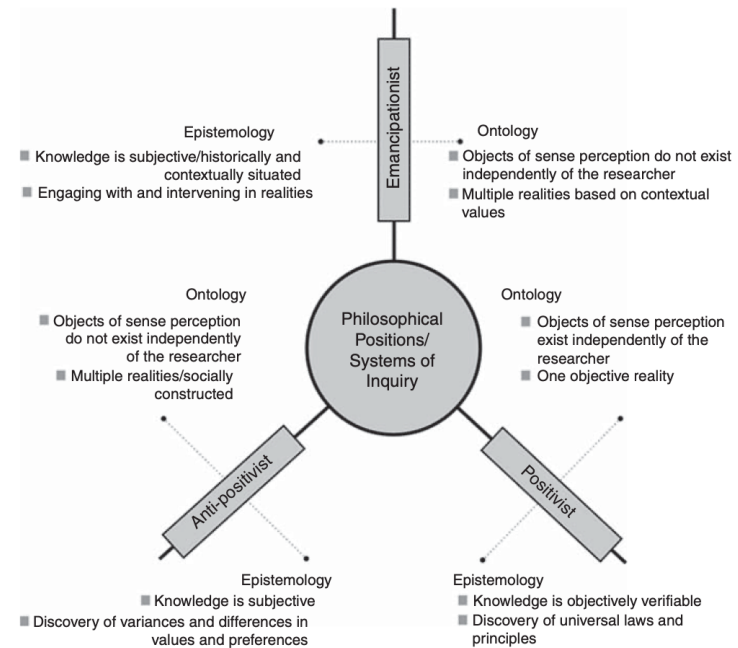 Emancipationist
Epistemology
Knowledge is subjective/historically and
contextually situated
Engaging with and intervening in realities
Ontology
Objects of sense perception do not exist
independently of the researcher
Multiple realities based on contextual
values
Philosophical
Positions/
Systems of
Inquiry
Ontology
Objects of sense perception
do not exist independently
of the researcher
Multiple realities/socially
constructed
Anti-positivist
Epistemology
Knowledge is subjective
Discovery of variances and differences in
values and preferences
Ontology
Objects of sense perception
exist independently of the
researcher
One objective reality
Positivist
Epistemology
Knowledge is objectively verifiable
Discovery of universal laws and
principles